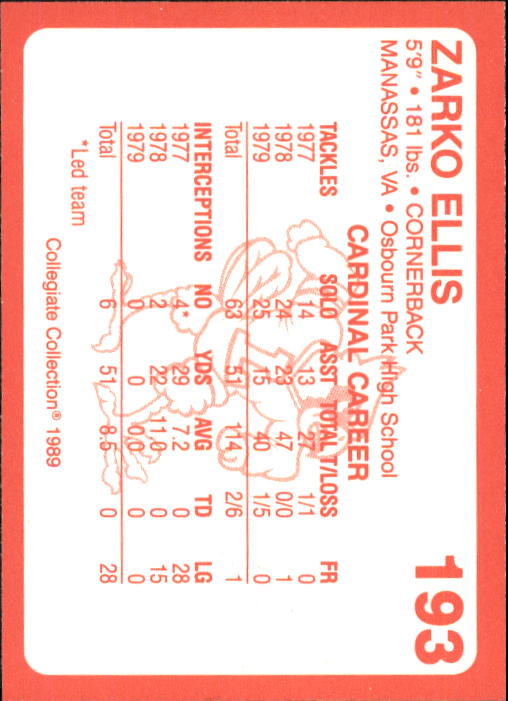 ZARKO ELLIS 193
5'9" • 181 lbs. • CORNERBACK
MANASSAS, VA • Osbourn Park High School
CARDINAL CAREER
TACKLES SOLO ASST TOTAL T/LOSS FR
1977 14 13 27 1/1 0
1978 24 23 47 0/0 1
1979 25 15 40 1/5 0
Total 63 51 114 2/6 1
INTERCEPTIONS NO YDS AVG TD LG
1977 4* 29 7.2 0 28
1978 2 22 11.0 0 15
1979 0 0 0.0 0 0
Total 6 51 8.5 0 28
*Led team
Collegiate Collection® 1989